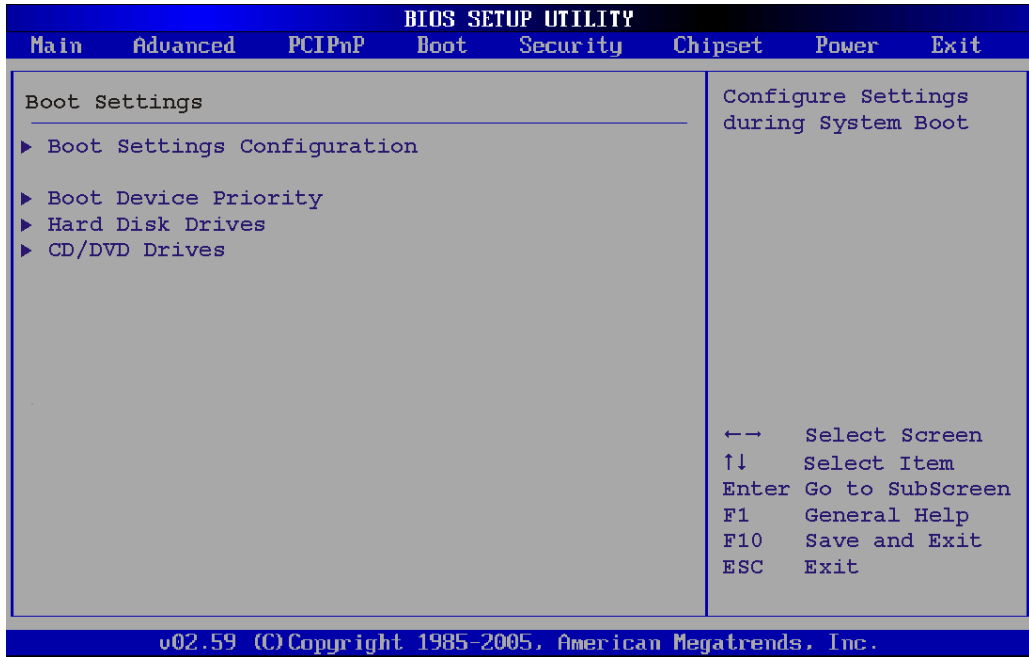 BIOS SETUP UTILITY
Main Advanced PCIPnP Boot Security Chipset Power Exit
Boot Settings
▶ Boot Settings Configuration
▶ Boot Device Priority
▶ Hard Disk Drives
▶ CD/DVD Drives
Configure Settings
during System Boot
←→ Select Screen
↑↓ Select Item
Enter Go to SubScreen
F1 General Help
F10 Save and Exit
ESC Exit
v02.59 (C)Copyright 1985-2005, American Megatrends, Inc.